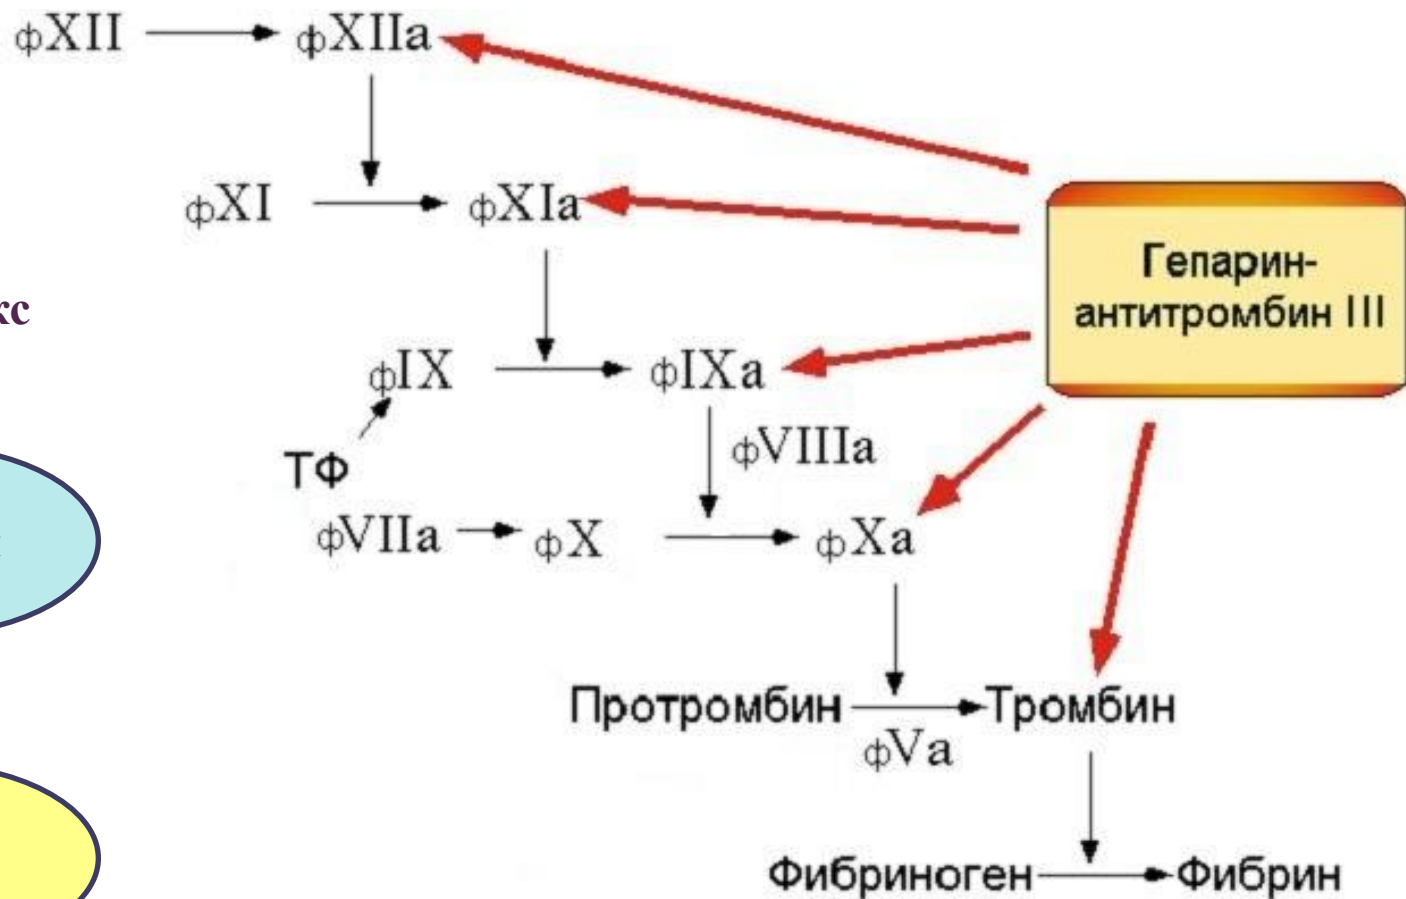 фXII
фXIIa
фXI
фXIa
Гепарин-
антитромбин III
кс
фIX
фIXa
ТФ
фVIIIa
фVIIa
фX
фXa
Протромбин
Тромбин
фVa
Фибриноген
Фибрин